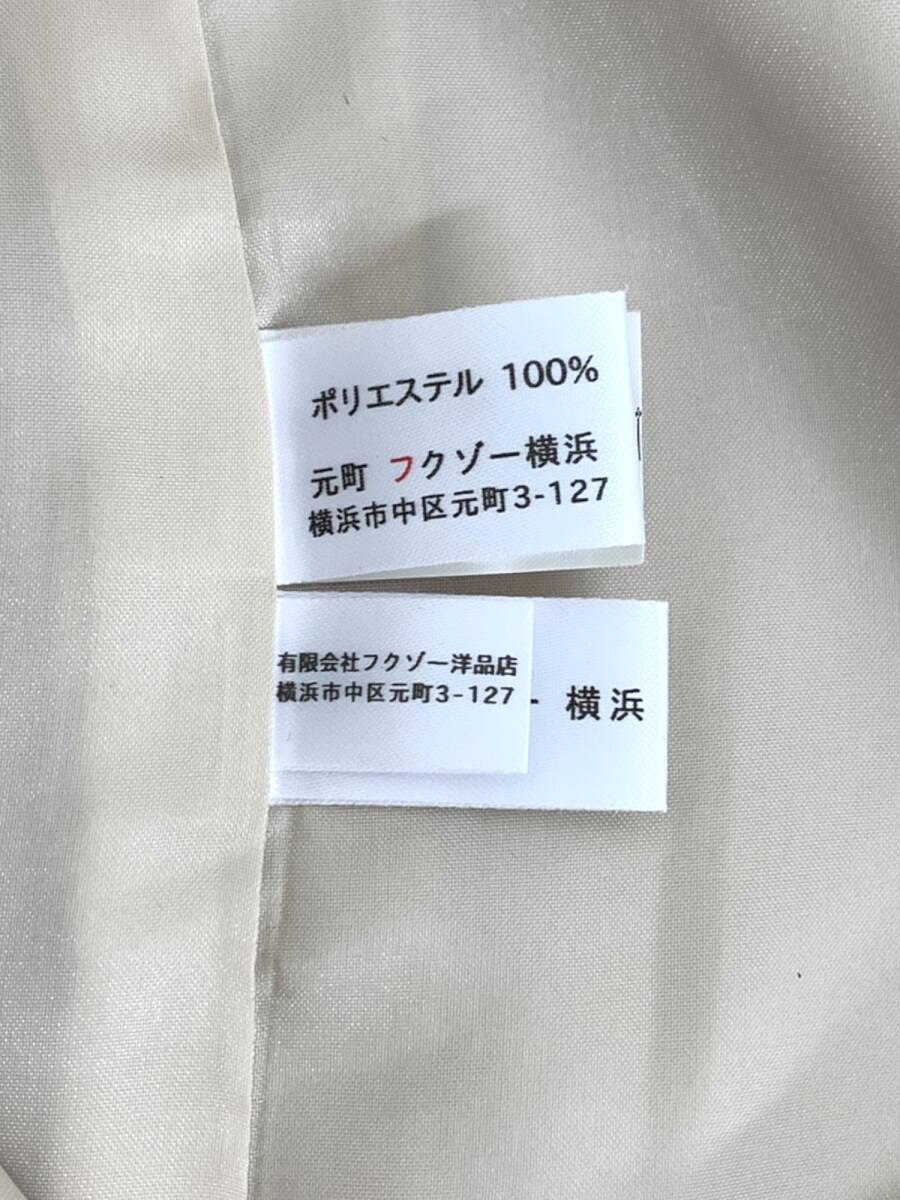 ポリエステル 100%
元町 フクゾー横浜
横浜市中区元町3-127
有限会社フクゾー洋品店
横浜市中区元町3-127
ー 横浜